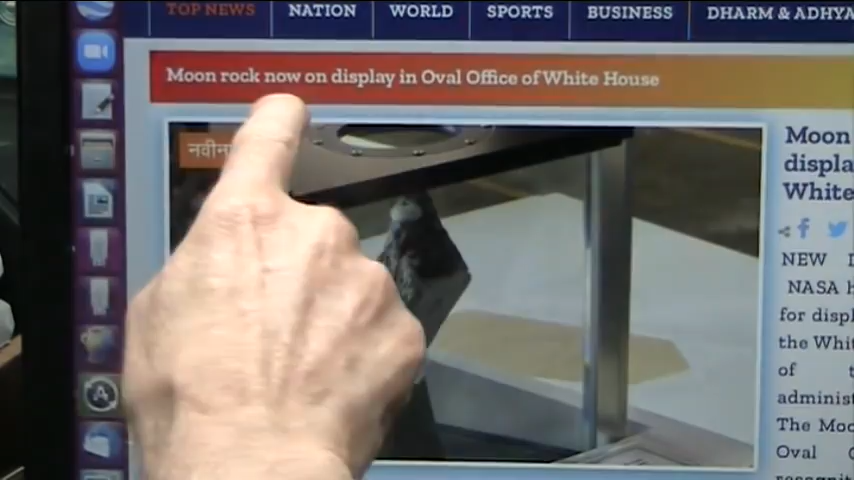 TOP NEWS
NATION
WORLD
SPORTS
BUSINESS
DHARM & ADHYA
Moon rock now on display in Oval Office of White House
Moon
displa
White
NEW
NASA h
for displ
the Whit
of
administ
The Moo
Oval